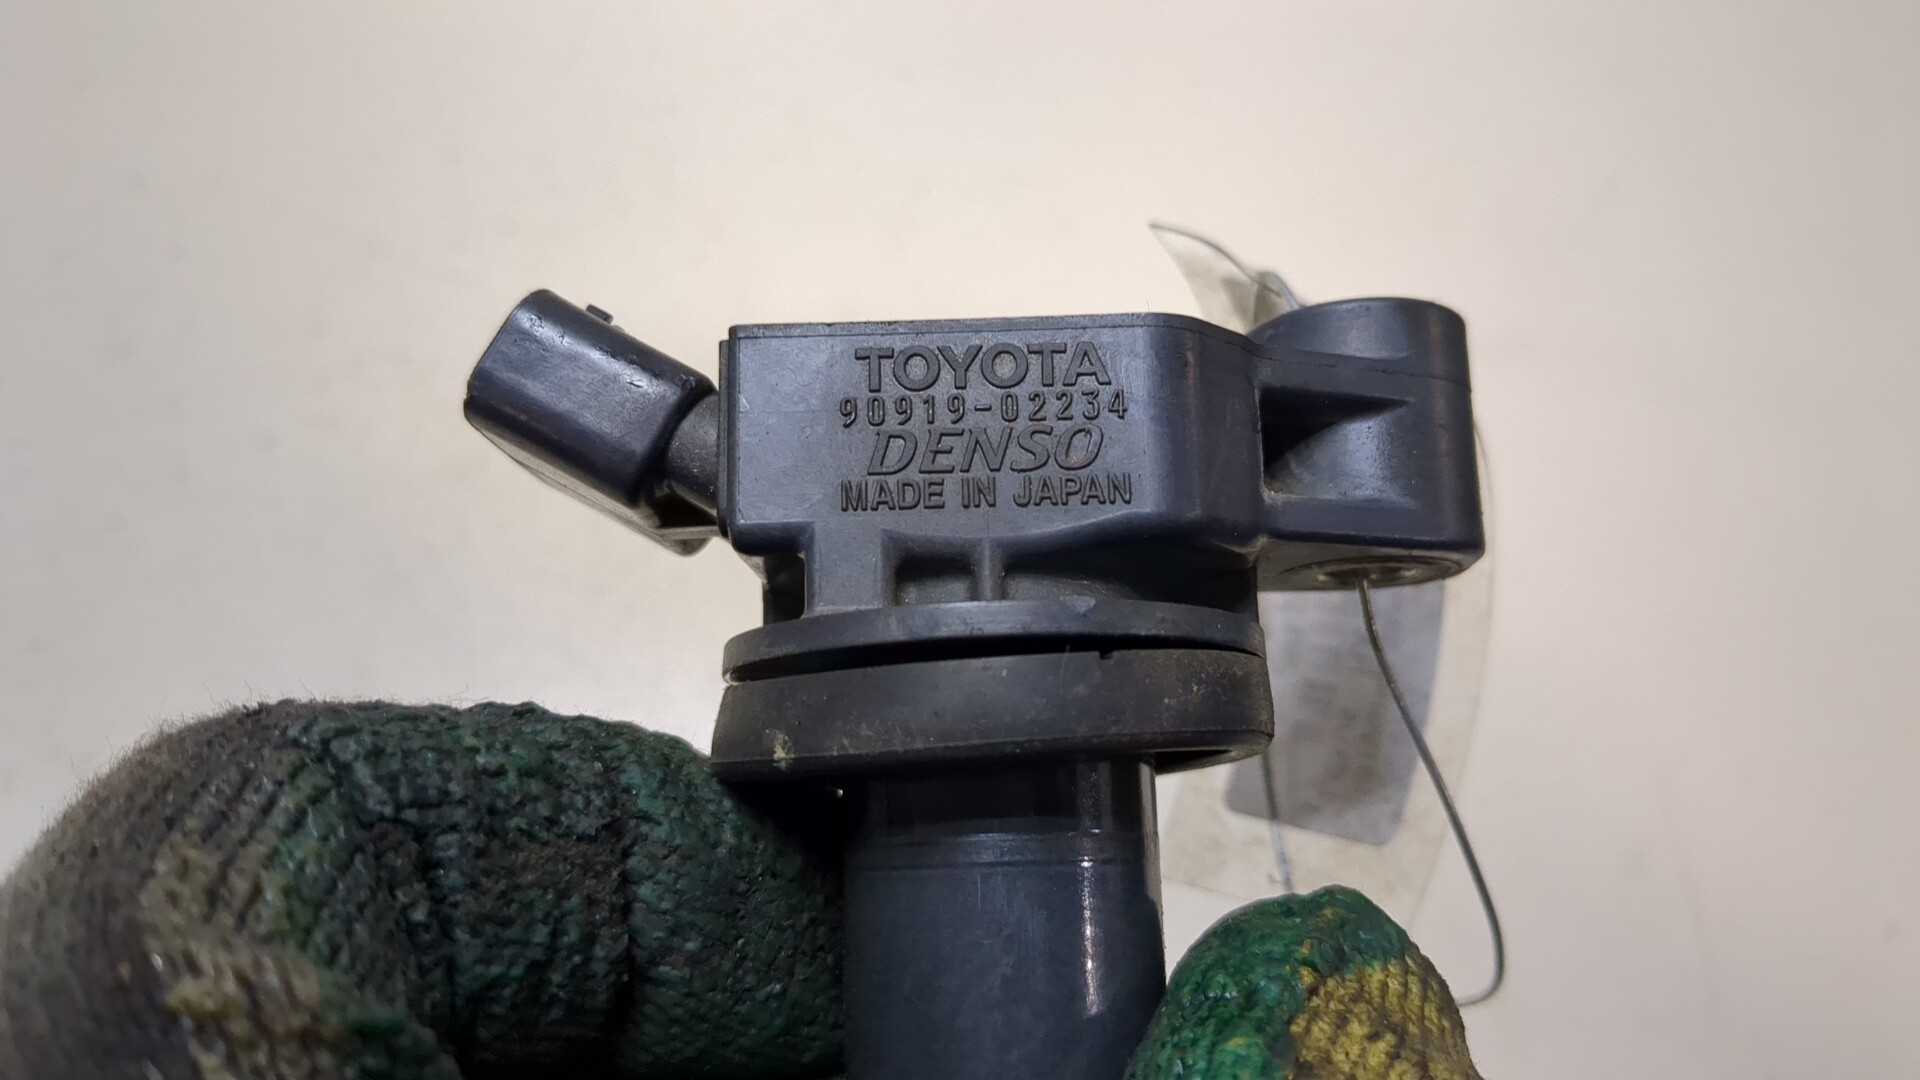 TOYOTA
90919-02234
DENSO
MADE IN JAPAN